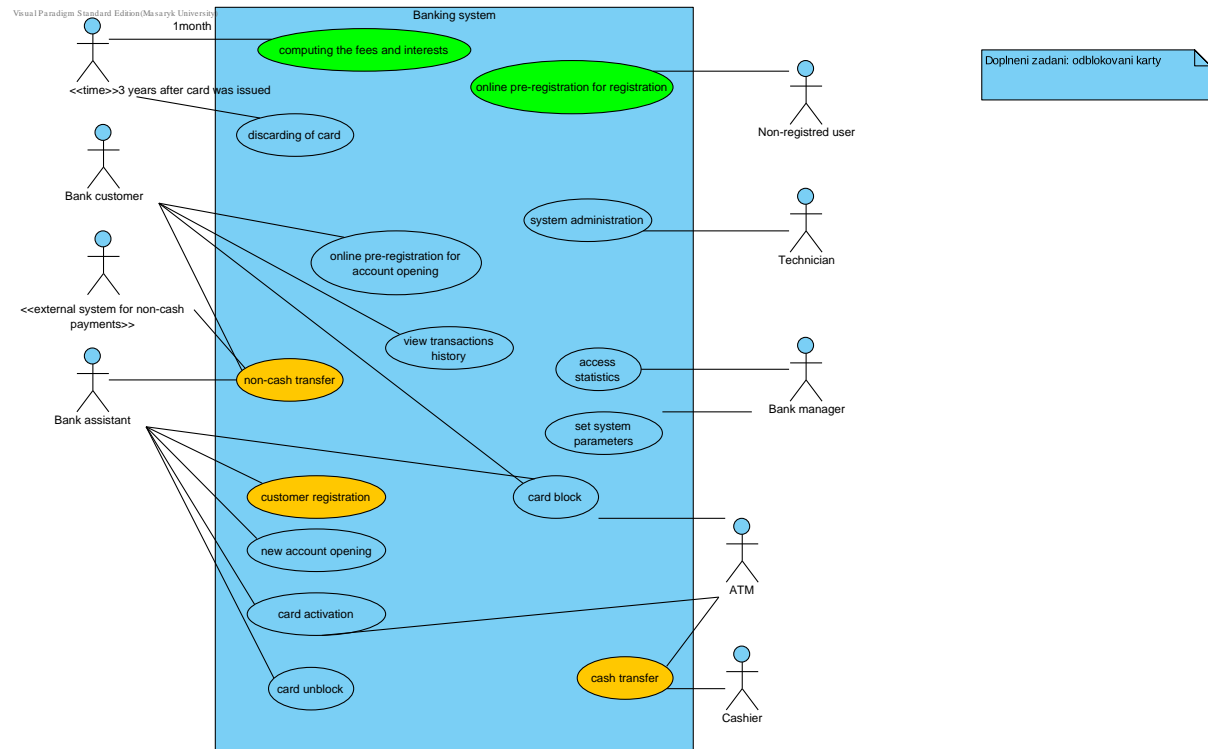 Visual Paradigm Standard Edition(Masaryk University)
Banking system
1month
computing the fees and interests
online pre-registration for registration
Doplneni zadani: odblokovani karty
<<time>>
3 years after card was issued
discarding of card
Non-registred user
Bank customer
system administration
Technician
online pre-registration for
account opening
<<external system for non-cash
payments>>
view transactions
history
access
statistics
non-cash transfer
Bank manager
Bank assistant
set system
parameters
customer registration
card block
new account opening
ATM
card activation
cash transfer
card unblock
Cashier